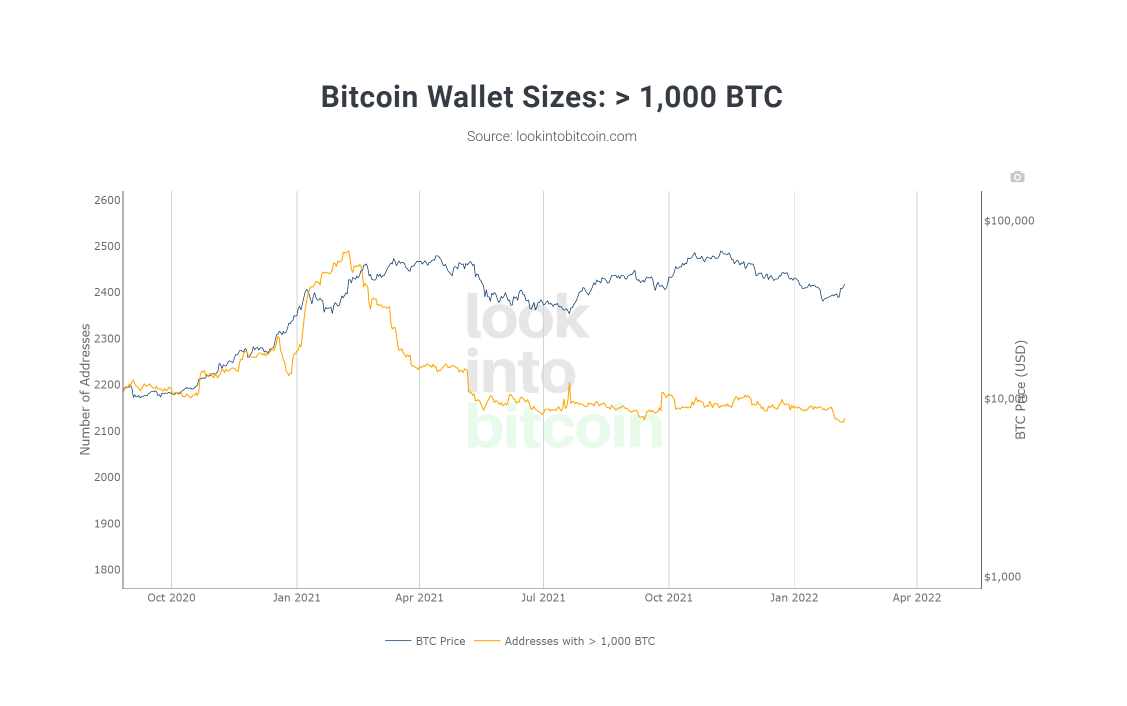 Bitcoin Wallet Sizes: > 1,000 BTC
Source: lookintobitcoin.com
2600
2500
2400
2300
2200
2100
2000
1900
1800
Number of Addresses
look
into
bitcoin
$100,000
$10,000
$1,000
BTC Price (USD)
Oct 2020 Jan 2021 Apr 2021 Jul 2021 Oct 2021 Jan 2022 Apr 2022
BTC Price Addresses with > 1,000 BTC